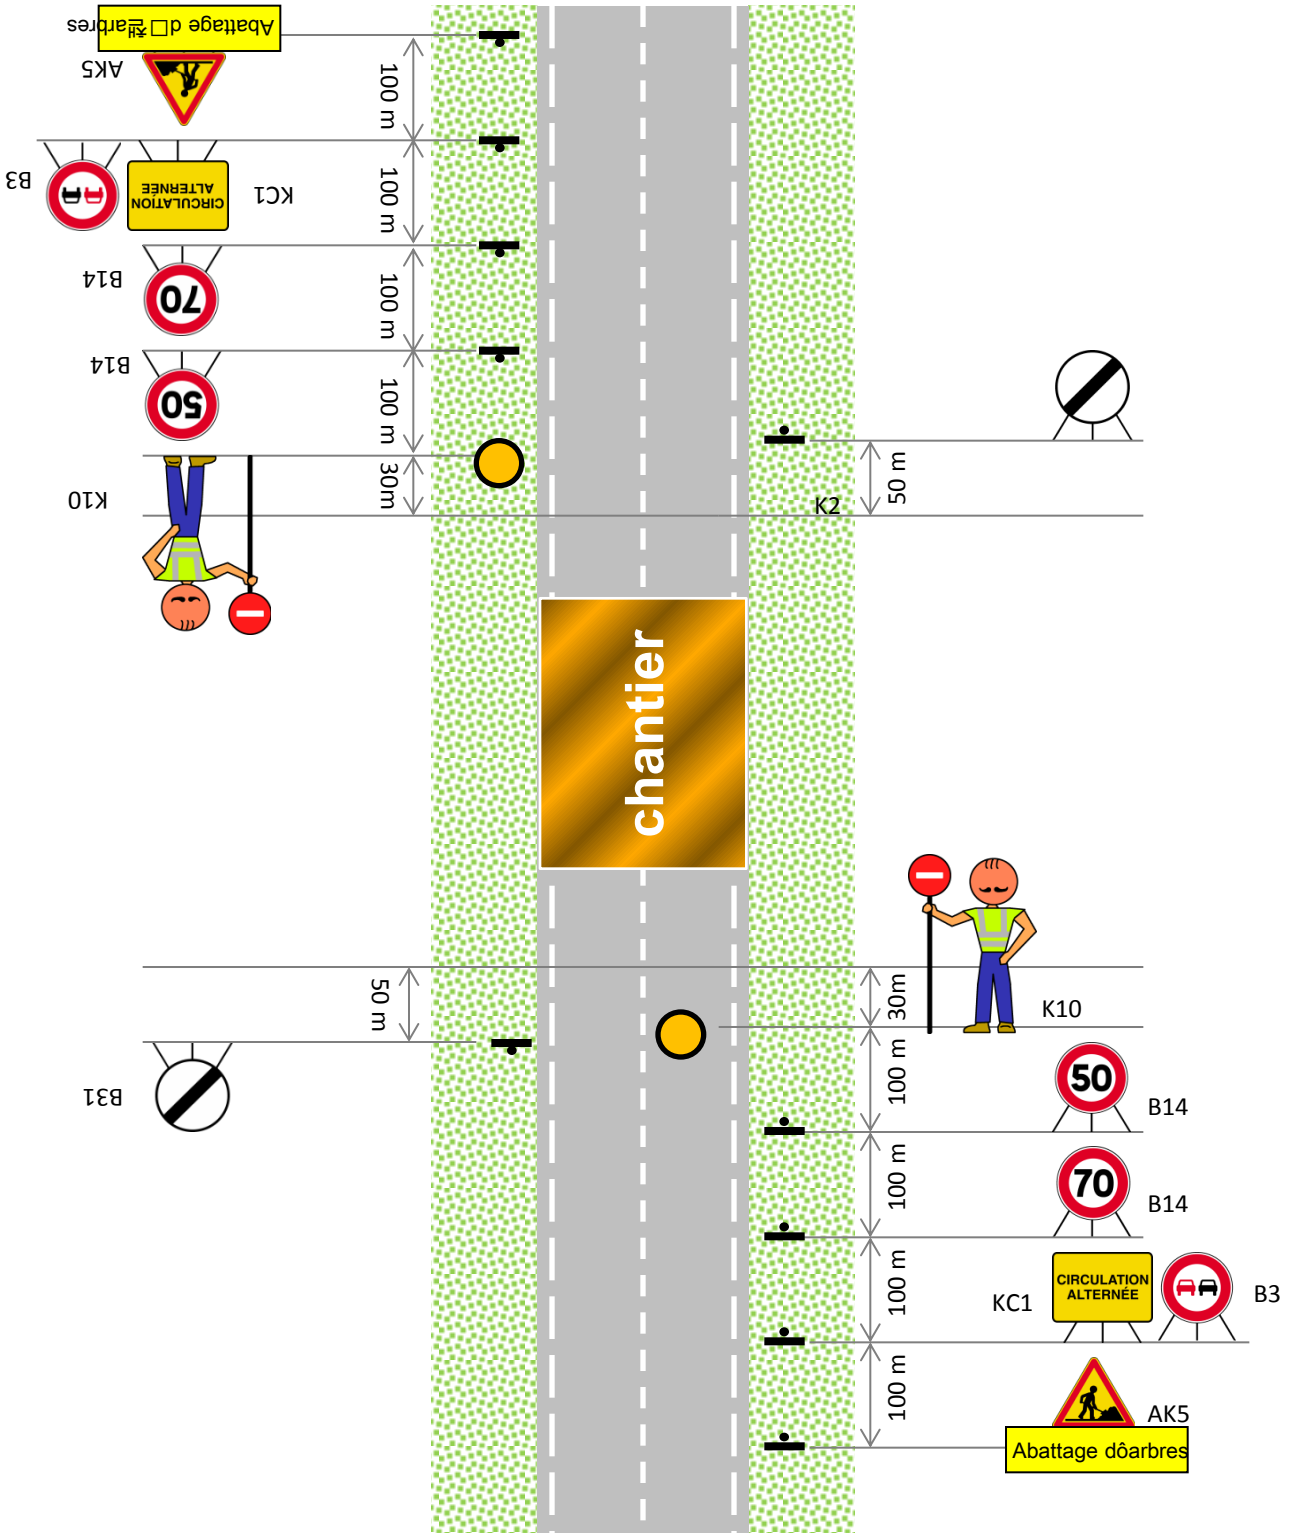 Abattage d□arbres
AK5
100 m
B3
CIRCULATION
ALTERNÉE
KC1
100 m
B14
70
100 m
B14
50
100 m
K10
30m
50 m
K2
chantier
50 m
B31
30m
K10
100 m
50
B14
100 m
70
B14
100 m
KC1
CIRCULATION
ALTERNÉE
B3
100 m
AK5
Abattage dôarbres